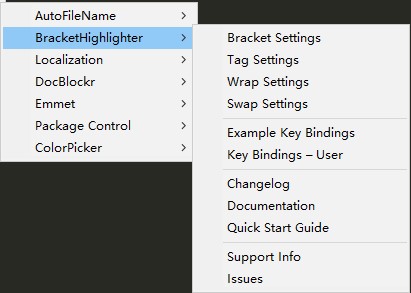 AutoFileName
BracketHighlighter
Localization
DocBlockr
Emmet
Package Control
ColorPicker
Bracket Settings
Tag Settings
Wrap Settings
Swap Settings
Example Key Bindings
Key Bindings – User
Changelog
Documentation
Quick Start Guide
Support Info
Issues